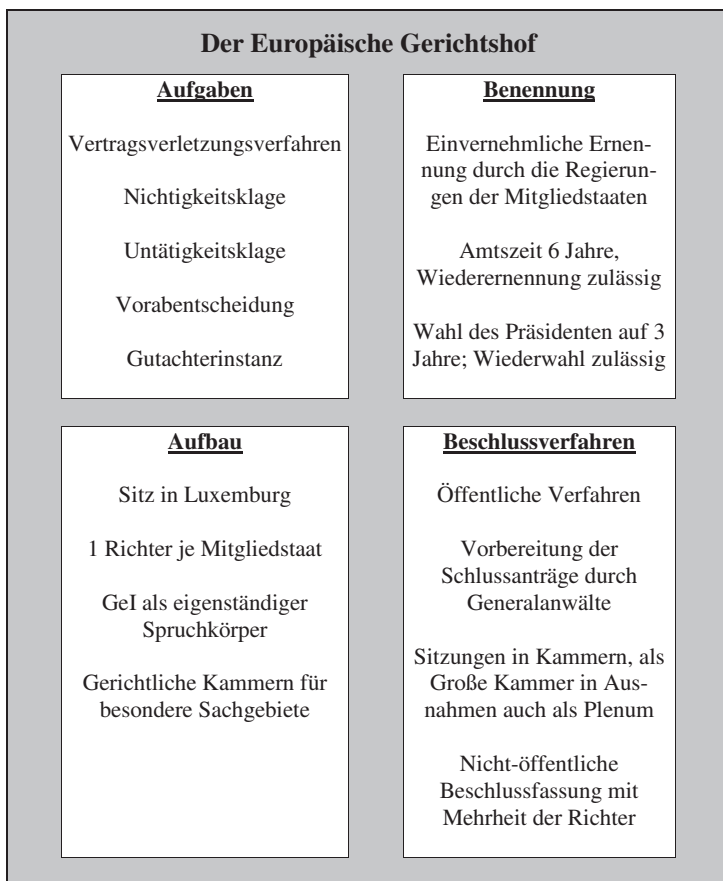 Der Europäische Gerichtshof
Aufgaben
Vertragsverletzungsverfahren
Nichtigkeitsklage
Untätigkeitsklage
Vorabentscheidung
Gutachterinstanz
Benennung
Einvernehmliche Ernen-
nung durch die Regierun-
gen der Mitgliedstaaten
Amtszeit 6 Jahre,
Wiederernennung zulässig
Wahl des Präsidenten auf 3
Jahre; Wiederwahl zulässig
Aufbau
Sitz in Luxemburg
1 Richter je Mitgliedstaat
GeI als eigenständiger
Spruchkörper
Gerichtliche Kammern für
besondere Sachgebiete
Beschlussverfahren
Öffentliche Verfahren
Vorbereitung der
Schlussanträge durch
Generalanwälte
Sitzungen in Kammern, als
Große Kammer in Aus-
nahmen auch als Plenum
Nicht-öffentliche
Beschlussfassung mit
Mehrheit der Richter